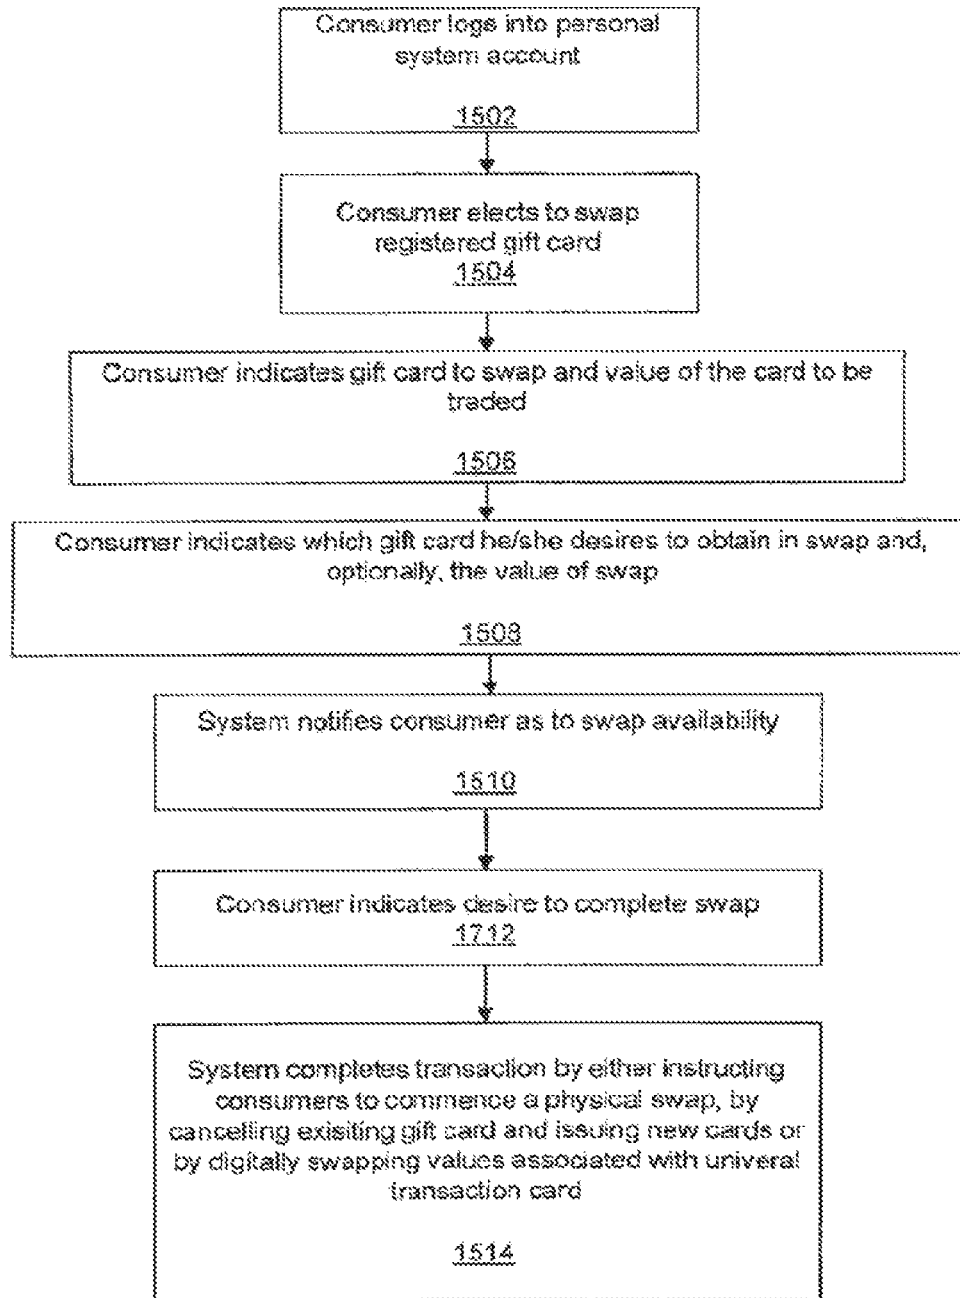 Consumer logs into personal
system account
1502
Consumer elects to swap
registered gift card
1504
Consumer indicates gift card to swap and value of the card to be
traded
1506
Consumer indicates which gift card he/she desires to obtain in swap and,
optionally, the value of swap
1508
System notifies consumer as to swap availability
1510
Consumer indicates desire to complete swap
1712
System completes transaction by either instructing
consumers to commence a physical swap, by
cancelling exisiting gift card and issuing new cards or
by digitally swapping values associated with univeral
transaction card
1514